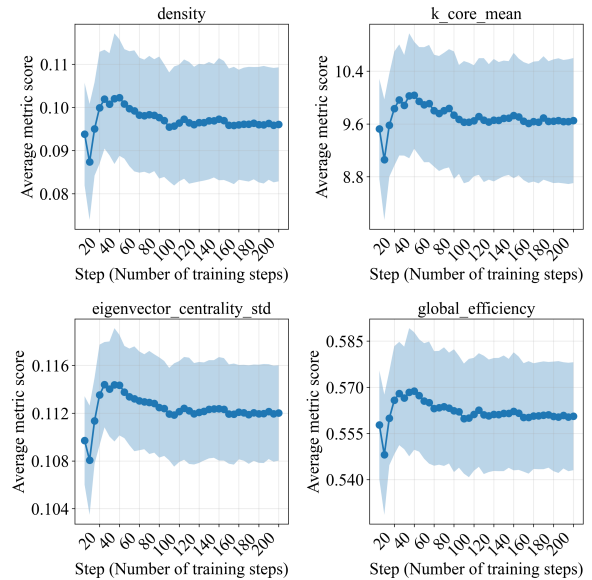 density
Average metric score
0.11
0.10
0.09
0.08
20 40 60 80 100 120 140 160 180 200
Step (Number of training steps)
k_core_mean
Average metric score
10.4
9.6
8.8
20 40 60 80 100 120 140 160 180 200
Step (Number of training steps)
eigenvector_centrality_std
Average metric score
0.116
0.112
0.108
0.104
20 40 60 80 100 120 140 160 180 200
Step (Number of training steps)
global_efficiency
Average metric score
0.585
0.570
0.555
0.540
20 40 60 80 100 120 140 160 180 200
Step (Number of training steps)